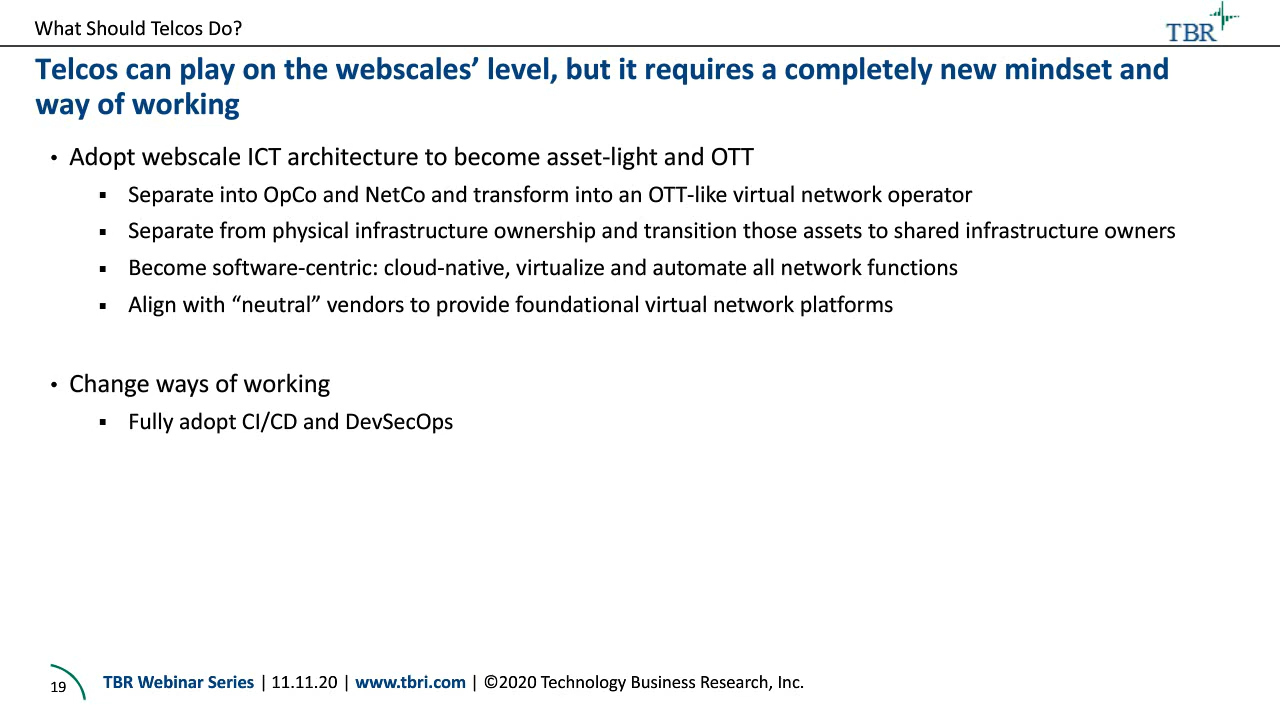 What Should Telcos Do?
TBR
Telcos can play on the webscales’ level, but it requires a completely new mindset and
way of working
• Adopt webscale ICT architecture to become asset-light and OTT
▪ Separate into OpCo and NetCo and transform into an OTT-like virtual network operator
▪ Separate from physical infrastructure ownership and transition those assets to shared infrastructure owners
▪ Become software-centric: cloud-native, virtualize and automate all network functions
▪ Align with “neutral” vendors to provide foundational virtual network platforms
• Change ways of working
▪ Fully adopt CI/CD and DevSecOps
19
TBR Webinar Series | 11.11.20 | www.tbri.com | ©2020 Technology Business Research, Inc.